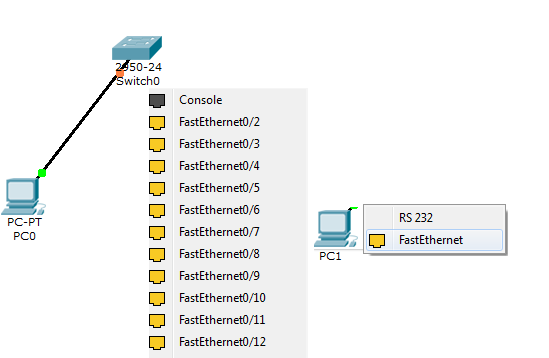 2950-24
Switch0
Console
FastEthernet0/2
FastEthernet0/3
FastEthernet0/4
FastEthernet0/5
FastEthernet0/6
FastEthernet0/7
FastEthernet0/8
FastEthernet0/9
FastEthernet0/10
FastEthernet0/11
FastEthernet0/12
PC-PT
PC0
PC1
RS 232
FastEthernet